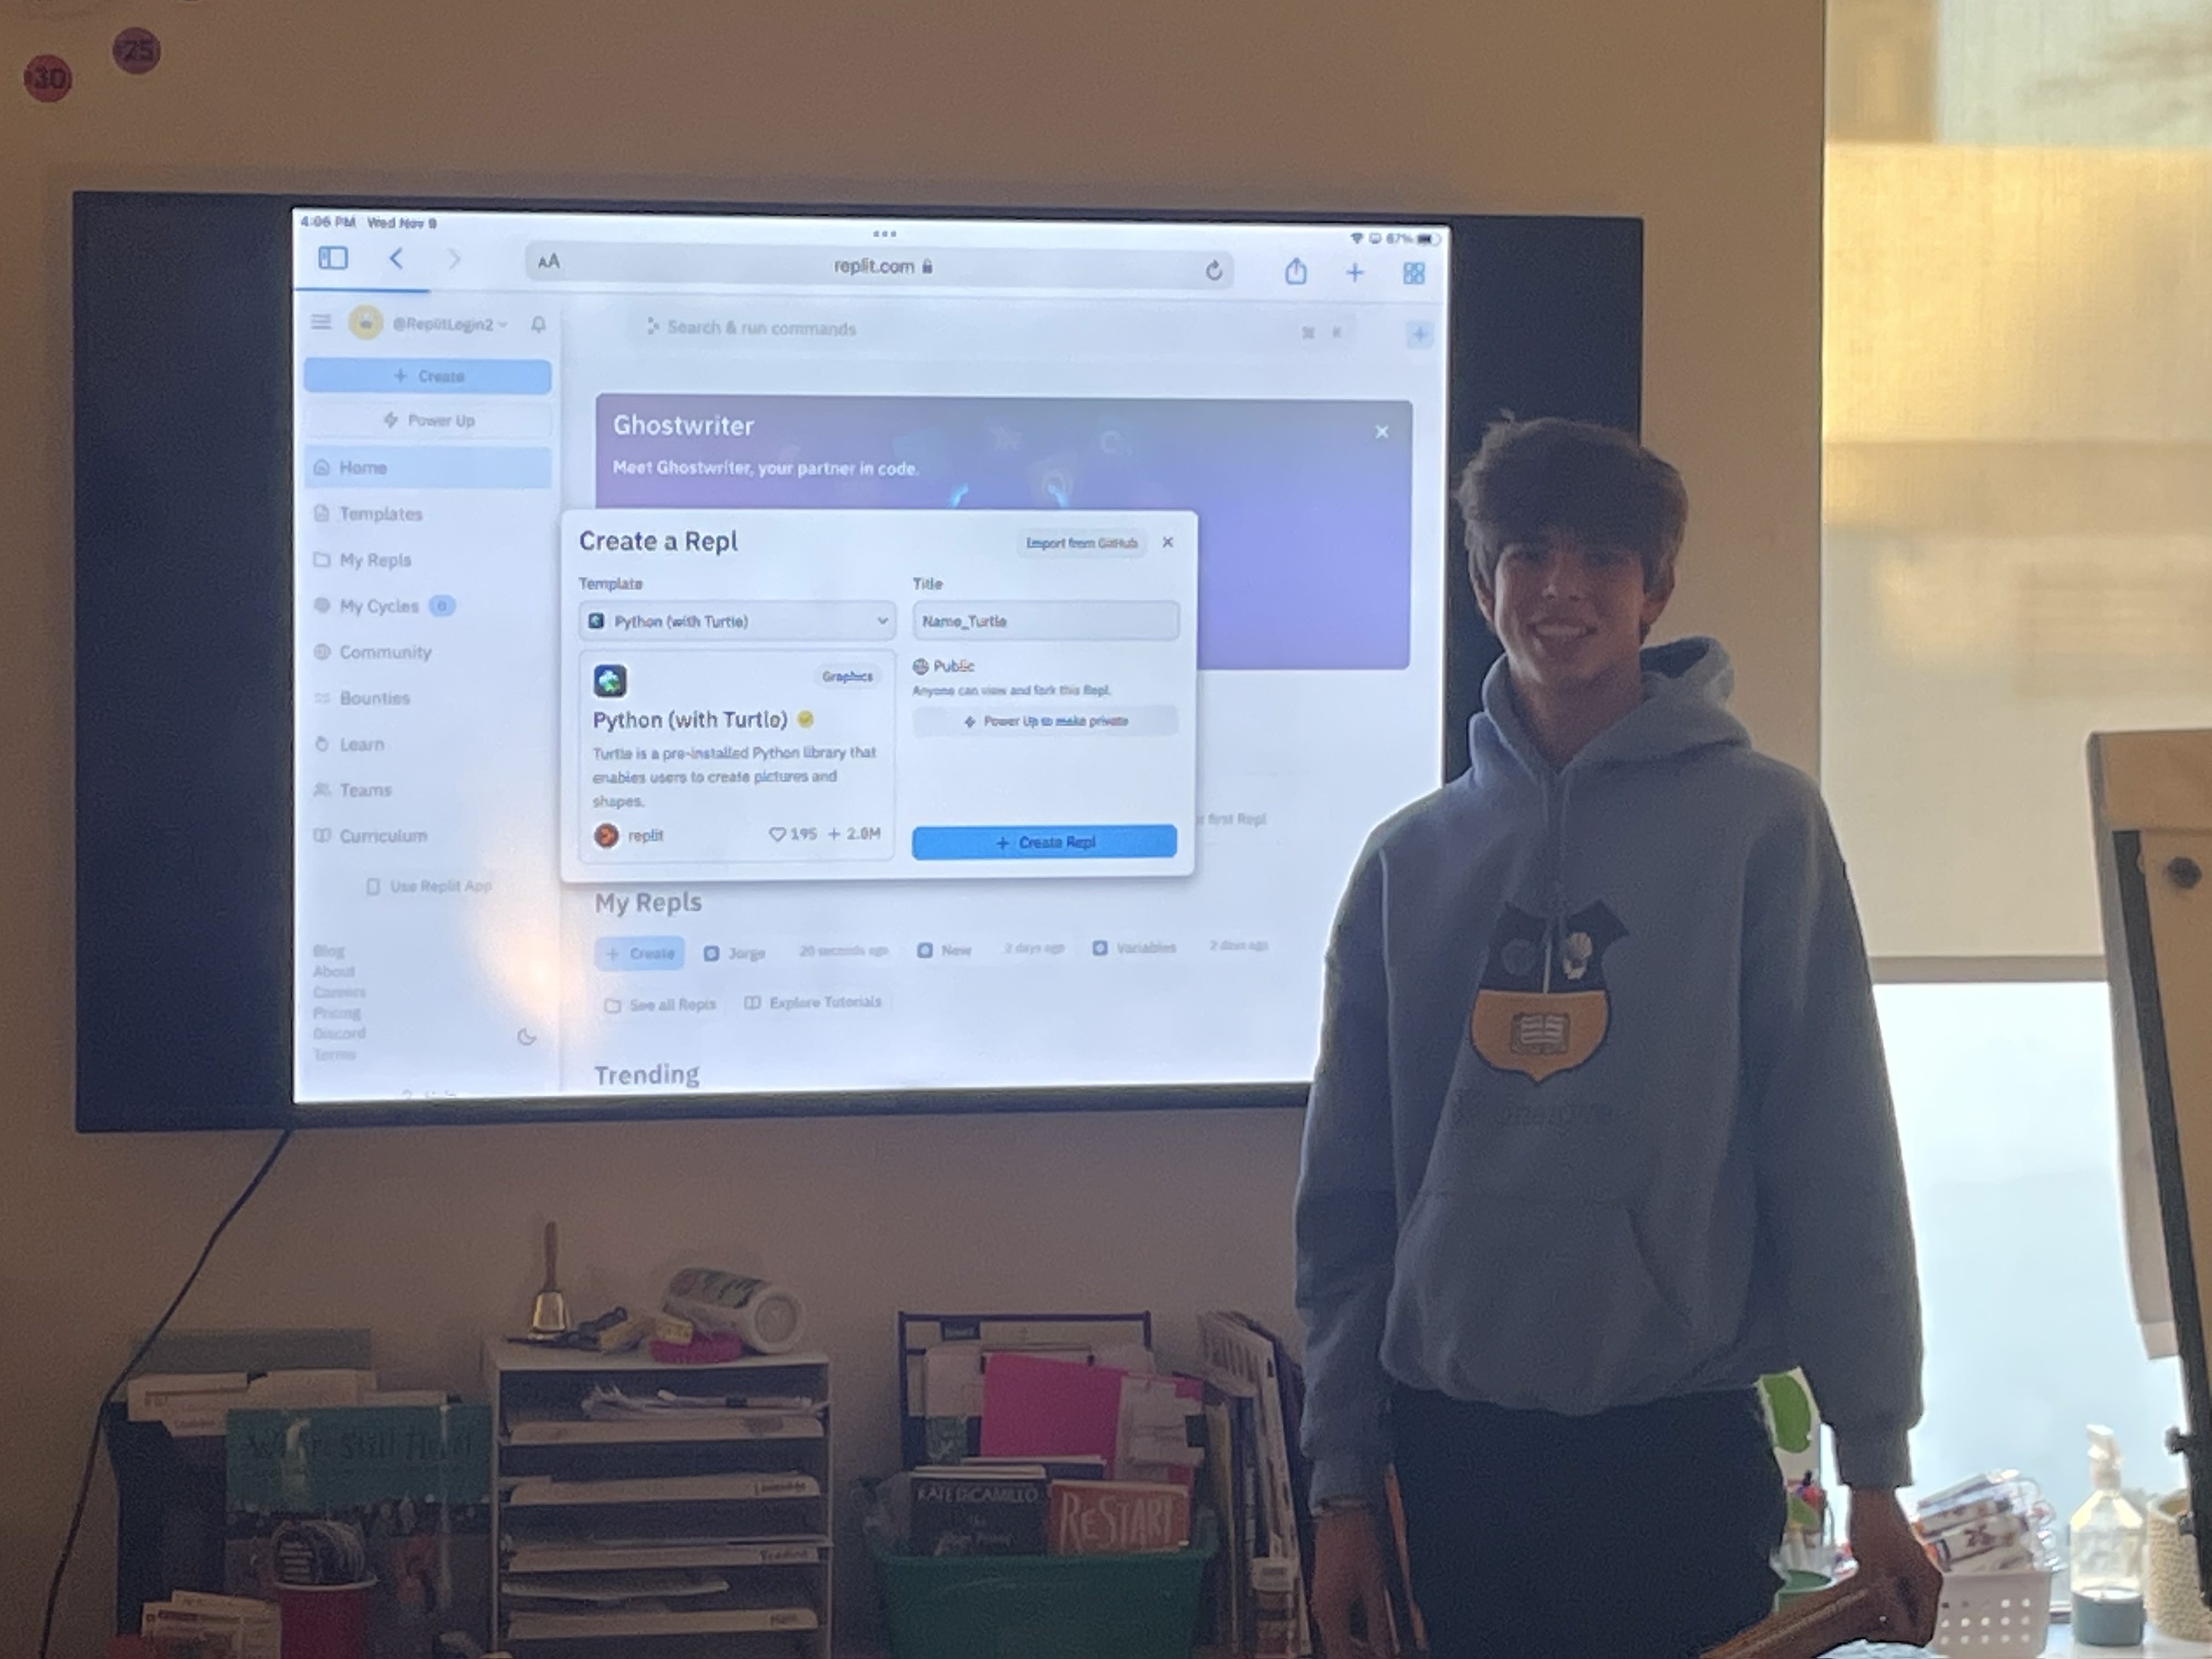 30
25
4:06 PM Wed Nov 9
67%
AA
replit.com
@ReplitLogin2
Search & run commands
⌘ K
+ Create
Power Up
Home
Templates
My Repls
My Cycles 0
Community
Bounties
Learn
Teams
Curriculum
Use Replit App
Blog
About
Careers
Pricing
Discord
Terms
Ghostwriter
Meet Ghostwriter, your partner in code.
Create a Repl
Import from GitHub
Template
Title
Python (with Turtle)
Name_Turtle
Graphics
Public
Anyone can view and fork this Repl.
Python (with Turtle)
Power Up to make private
Turtle is a pre-installed Python library that
enables users to create pictures and
shapes.
replit
195 + 2.0M
+ Create Repl
first Repl
My Repls
+ Create
Jorge 20 seconds ago
New 2 days ago
Variables 2 days ago
See all Repls
Explore Tutorials
Trending
We Are Still Here!
KATE DICAMILLO
ReSTART